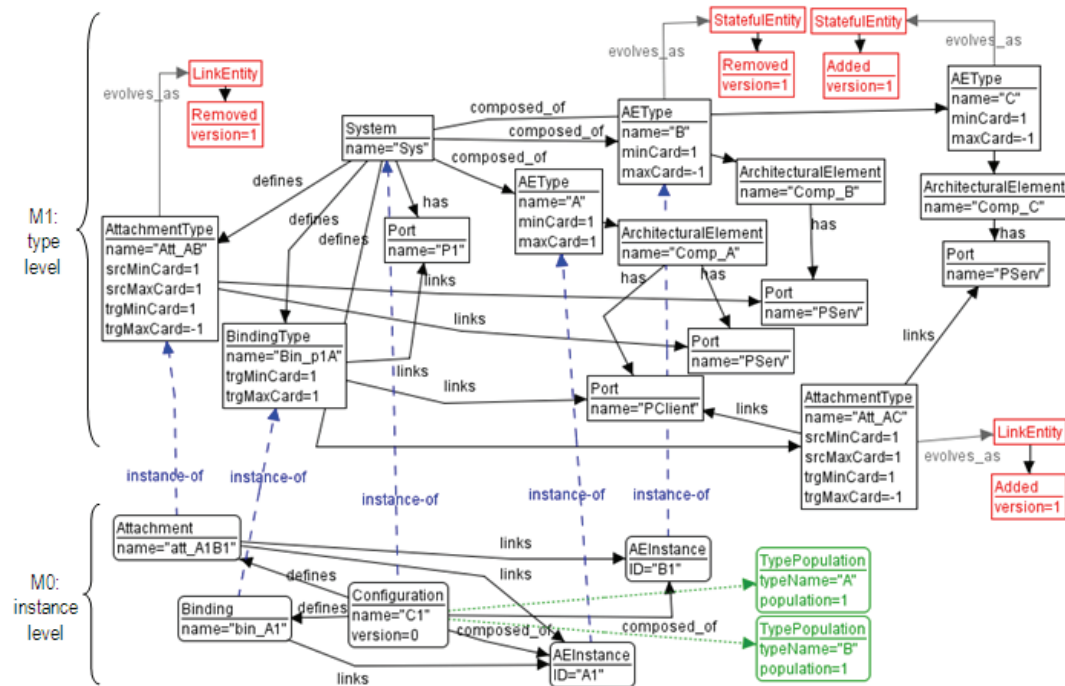 StatefulEntity
StatefulEntity
evolves_as
evolves_as
Removed
version=1
Added
version=1
LinkEntity
evolves_as
Removed
version=1
composed_of
composed_of
composed_of
System
name="Sys"
AEType
name="B"
minCard=1
maxCard=-1
AEType
name="C"
minCard=1
maxCard=-1
ArchitecturalElement
name="Comp_B"
ArchitecturalElement
name="Comp_C"
AEType
name="A"
minCard=1
maxCard=1
defines
defines
defines
has
M1:
type
level
Port
name="P1"
ArchitecturalElement
name="Comp_A"
has
has
has
has
AttachmentType
name="Att_AB"
srcMinCard=1
srcMaxCard=1
trgMinCard=1
trgMaxCard=-1
Port
name="PServ"
links
Port
name="PServ"
links
links
BindingType
name="Bin_p1A"
trgMinCard=1
trgMaxCard=1
Port
name="PServ"
links
links
Port
name="PClient"
links
AttachmentType
name="Att_AC"
srcMinCard=1
srcMaxCard=1
trgMinCard=1
trgMaxCard=-1
LinkEntity
evolves_as
Added
version=1
instance-of
instance-of
instance-of
instance-of
instance-of
M0:
instance
level
Attachment
name="att_A1B1"
links
links
AEInstance
ID="B1"
TypePopulation
typeName="A"
population=1
defines
defines
Configuration
name="C1"
version=0
Binding
name="bin_A1"
composed_of
composed_of
TypePopulation
typeName="B"
population=1
AEInstance
ID="A1"
links